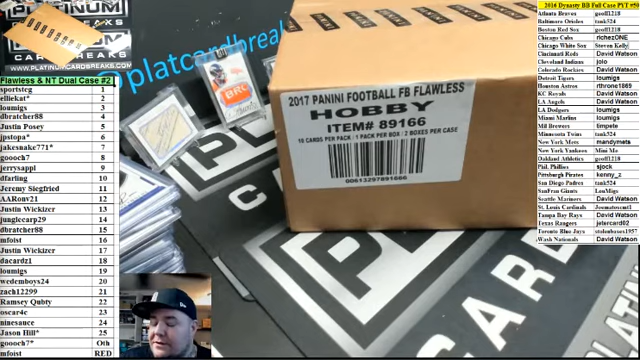 PLATINUM
CARD BREAKS
WWW.PLATINUMCARDBREAKS.COM
platcardbreak
Flawless & NT Dual Case #2
sportsteg 1
elliekat* 2
loumigs 3
dbratcher88 4
Justin Posey 5
jpstopa* 6
jakesnake771* 7
goooch7 8
jerrysappl 9
dfarling 10
Jeremy Siegfried 11
AARonv21 12
Justin Wickizer 13
junglecarp29 14
dbratcher88 15
mfoist 16
Justin Wickizer 17
dacardz1 18
loumigs 19
wedemboyz24 20
zach12299 21
Ramsey Qubty 22
oscar4c 23
ninesauce 24
Jason Hill* 25
goooch7* Oth
mfoist RED
2017 PANINI FOOTBALL FB FLAWLESS
HOBBY
ITEM# 89166
10 CARDS PER PACK / 1 PACK PER BOX / 2 BOXES PER CASE
2016 Dynasty BB Full Case PYT #50
Atlanta Braves geoff1218
Baltimore Orioles tank524
Boston Red Sox geoff1218
Chicago Cubs richezONE
Chicago White Sox Steven Kelly
Cincinnati Reds David Watson
Cleveland Indians jolo
Colorado Rockies David Watson
Detroit Tigers loumigs
Houston Astros ithrone1869
KC Royals David Watson
LA Angels David Watson
LA Dodgers loumigs
Miami Marlins loumigs
Mil Brewers timpete
Minnesota Twins tank524
New York Mets mandymets
New York Yankees Mini Me
Oakland Athletics geoff1218
Phil. Phillies sjock
Pittsburgh Pirates kenny_z
San Diego Padres tank524
SanFran Giants LouMigs
Seattle Mariners David Watson
St. Louis Cardinals
Tampa Bay Rays David Watson
Texas Rangers jetercard02
Toronto Blue Jays stolenbases1957
Wash Nationals David Watson